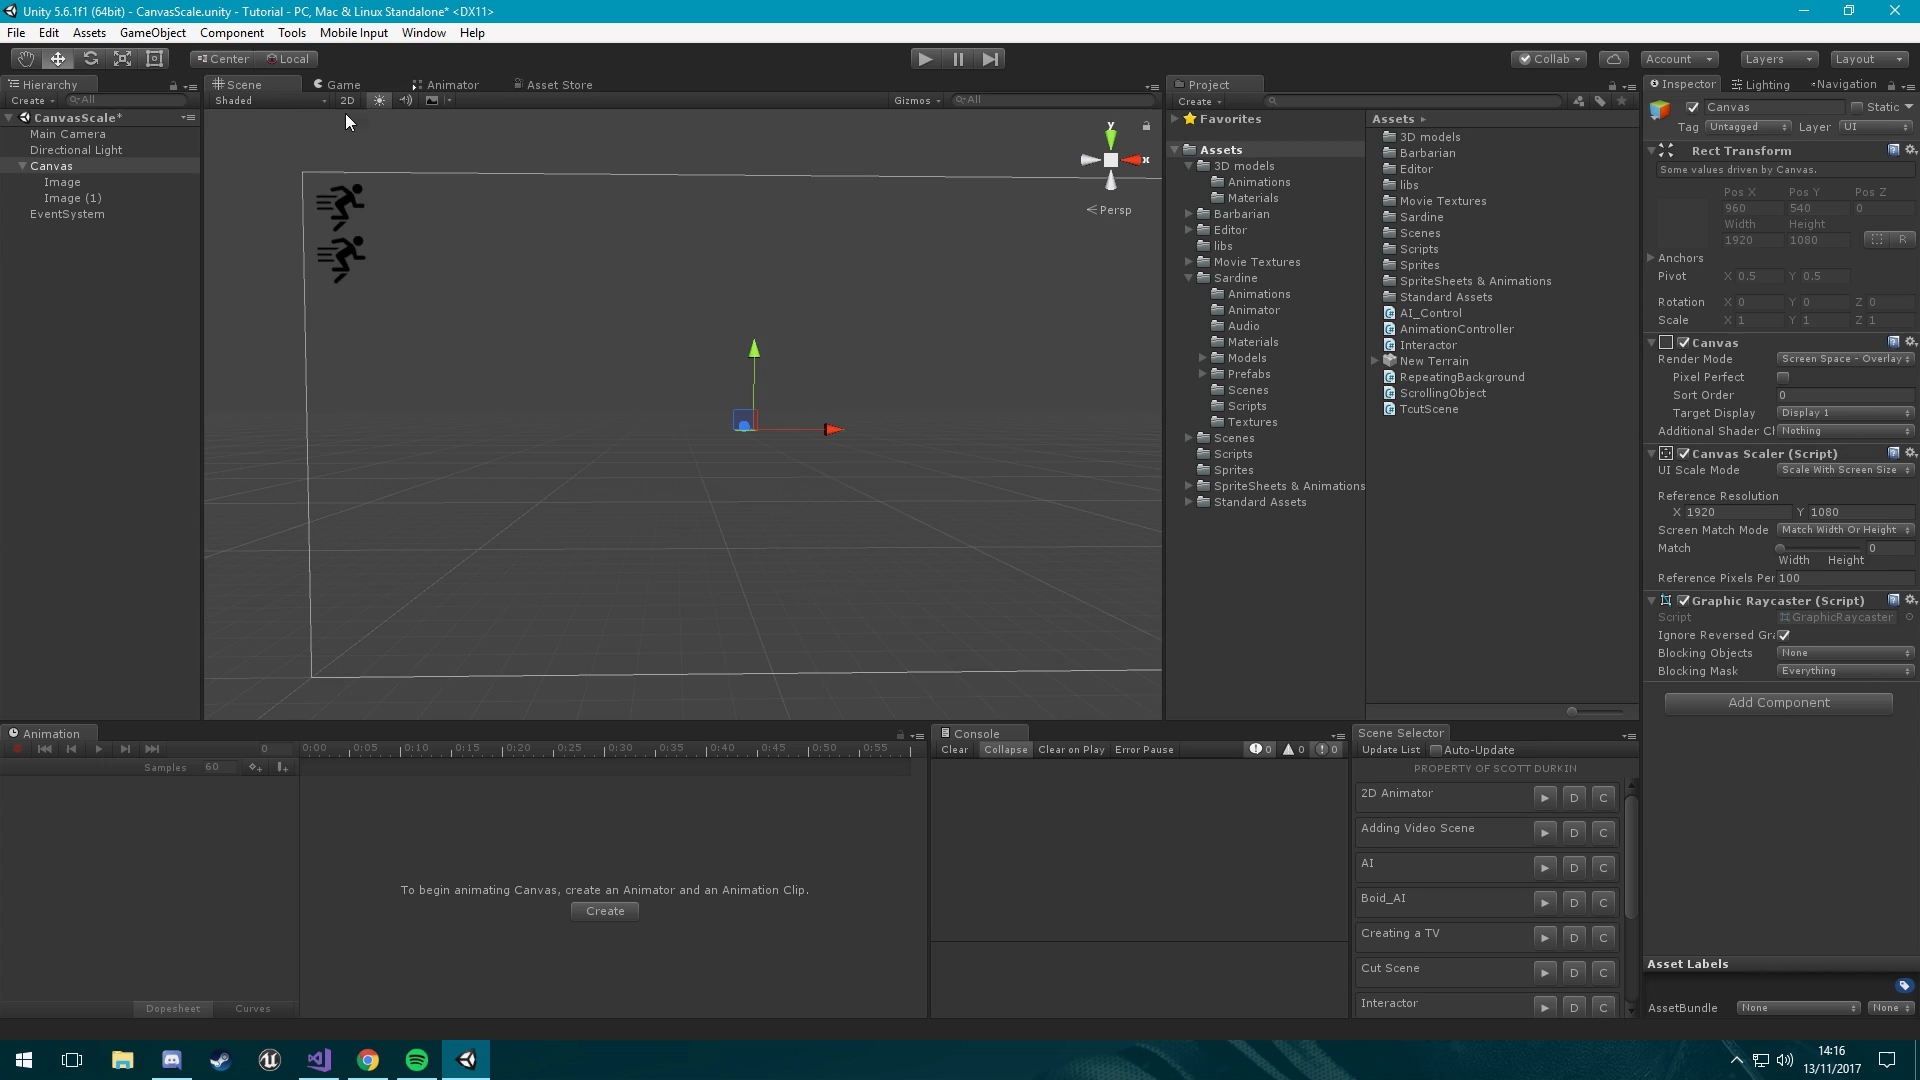 Unity 5.6.1f1 (64bit) - CanvasScale.unity - Tutorial - PC, Mac & Linux Standalone* <DX11>
File Edit Assets GameObject Component Tools Mobile Input Window Help
Center Local Collab Account Layers Layout
Hierarchy
Create All
CanvasScale*
Main Camera
Directional Light
Canvas
Image
Image (1)
EventSystem
Scene Game Animator Asset Store
Shaded 2D Gizmos All
y
x
Persp
Project
Create
Favorites
Assets
3D models
Animations
Materials
Barbarian
Editor
libs
Movie Textures
Sardine
Animations
Animator
Audio
Materials
Models
Prefabs
Scenes
Scripts
Textures
Scenes
Scripts
Sprites
SpriteSheets & Animations
Standard Assets
Assets
3D models
Barbarian
Editor
libs
Movie Textures
Sardine
Scenes
Scripts
Sprites
SpriteSheets & Animations
Standard Assets
AI_Control
AnimationController
Interactor
New Terrain
RepeatingBackground
ScrollingObject
TcutScene
Inspector Lighting Navigation
Canvas Static
Tag Untagged Layer UI
Rect Transform
Some values driven by Canvas.
Pos X Pos Y Pos Z
960 540 0
Width Height
1920 1080 R
Anchors
Pivot X 0.5 Y 0.5
Rotation X 0 Y 0 Z 0
Scale X 1 Y 1 Z 1
Canvas
Render Mode Screen Space - Overlay
Pixel Perfect
Sort Order 0
Target Display Display 1
Additional Shader Ch Nothing
Canvas Scaler (Script)
UI Scale Mode Scale With Screen Size
Reference Resolution
X 1920 Y 1080
Screen Match Mode Match Width Or Height
Match 0
Width Height
Reference Pixels Per 100
Graphic Raycaster (Script)
Script GraphicRaycaster
Ignore Reversed Gra
Blocking Objects None
Blocking Mask Everything
Add Component
Asset Labels
AssetBundle None None
Animation
0 0:00 0:05 0:10 0:15 0:20 0:25 0:30 0:35 0:40 0:45 0:50 0:55
Samples 60
To begin animating Canvas, create an Animator and an Animation Clip.
Create
Dopesheet Curves
Console
Clear Collapse Clear on Play Error Pause 0 0 0
Scene Selector
Update List Auto-Update
PROPERTY OF SCOTT DURKIN
2D Animator D C
Adding Video Scene D C
AI D C
Boid_AI D C
Creating a TV D C
Cut Scene D C
Interactor D C
14:16
13/11/2017